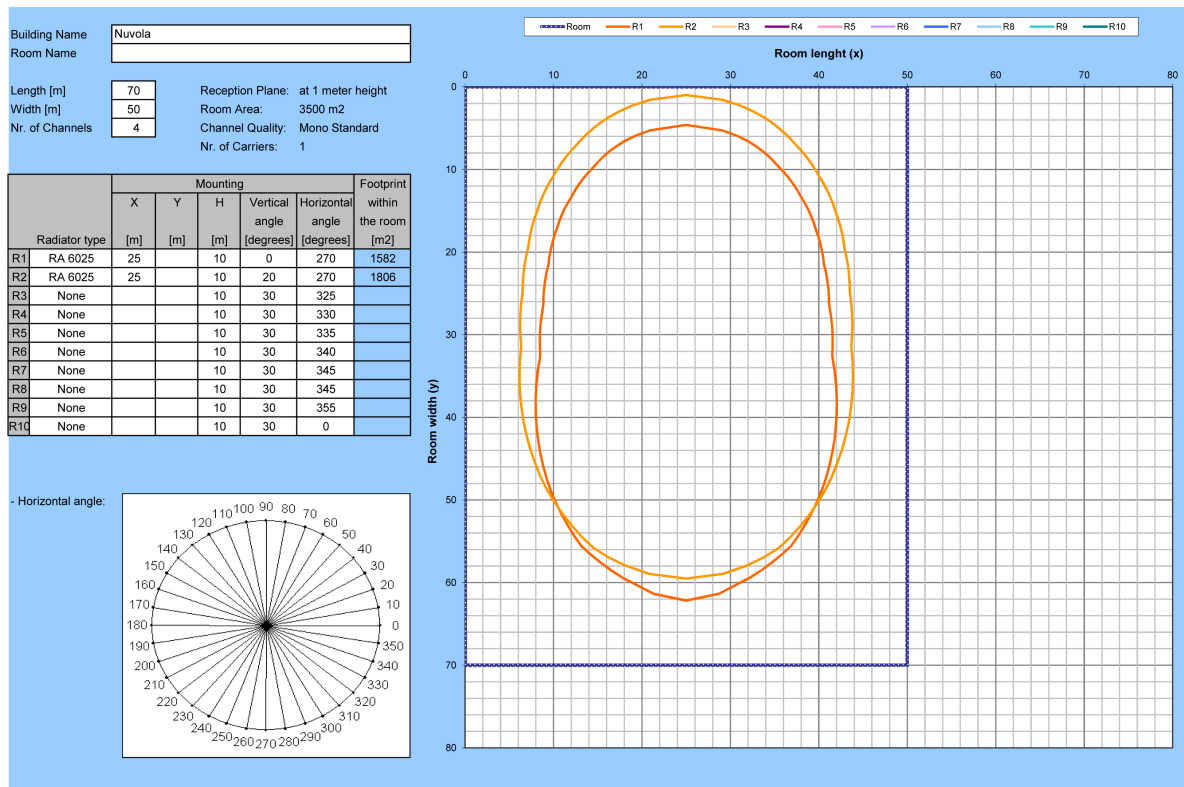 Building Name Nuvola
Room Name
Length [m] 70 Reception Plane: at 1 meter height
Width [m] 50 Room Area: 3500 m2
Nr. of Channels 4 Channel Quality: Mono Standard
Nr. of Carriers: 1
Mounting Footprint
X Y H Vertical Horizontal within
angle angle the room
Radiator type [m] [m] [m] [degrees] [degrees] [m2]
R1 RA 6025 25 10 0 270 1582
R2 RA 6025 25 10 20 270 1806
R3 None 10 30 325
R4 None 10 30 330
R5 None 10 30 335
R6 None 10 30 340
R7 None 10 30 345
R8 None 10 30 345
R9 None 10 30 355
R10 None 10 30 0
- Horizontal angle:
0
10
20
30
40
50
60
70
80
90
100
110
120
130
140
150
160
170
180
190
200
210
220
230
240
250
260
270
280
290
300
310
320
330
340
350
Room R1 R2 R3 R4 R5 R6 R7 R8 R9 R10
Room lenght (x)
0 10 20 30 40 50 60 70 80
Room width (y)
0
10
20
30
40
50
60
70
80